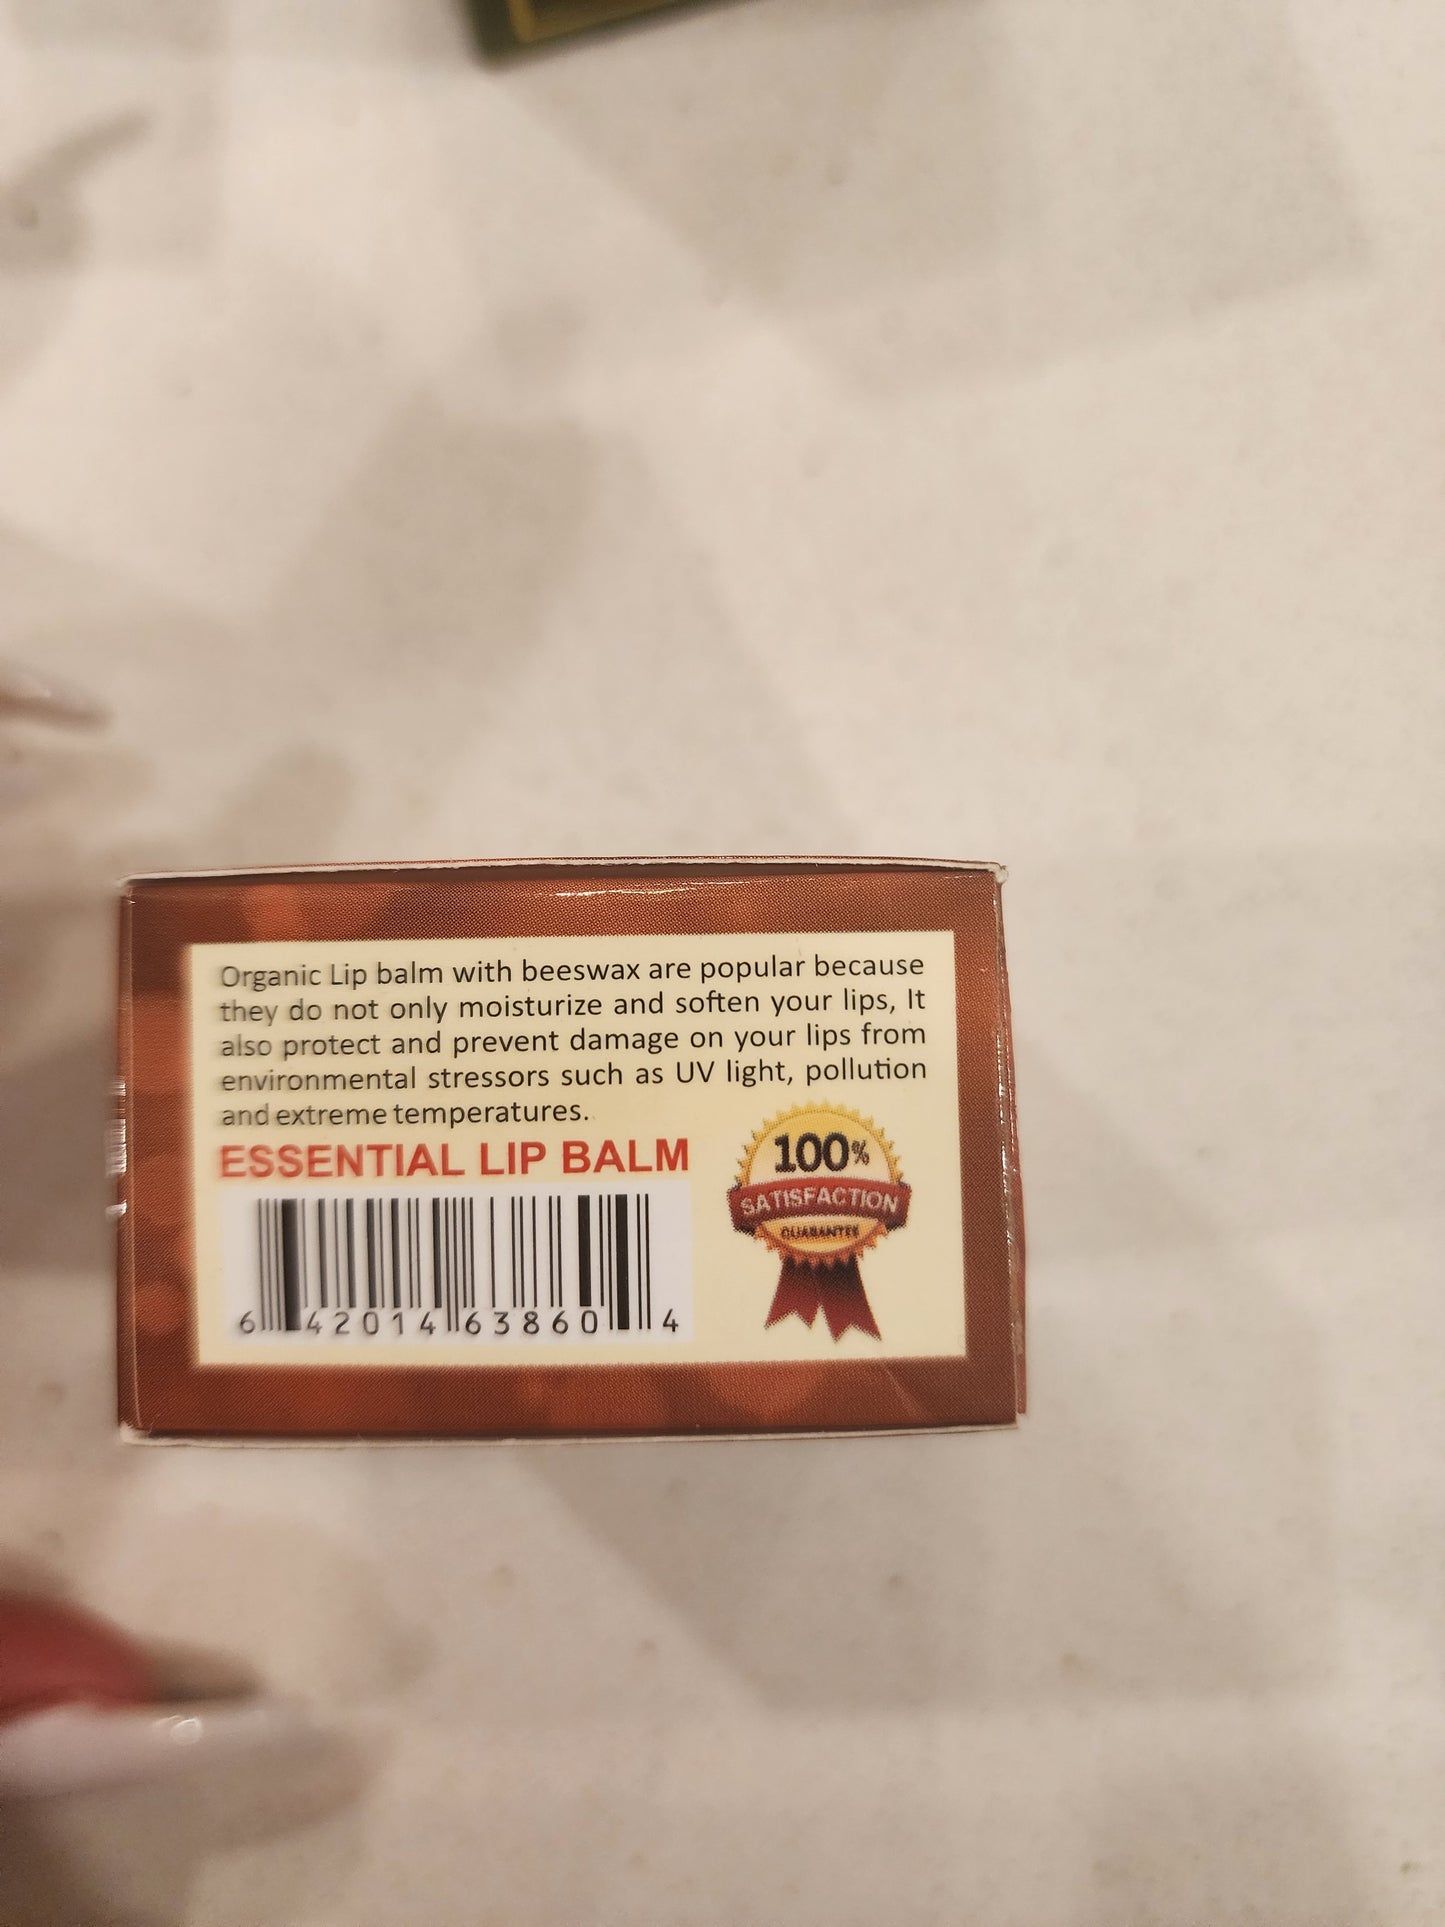 Organic Lip balm with beeswax are popular because
they do not only moisturize and soften your lips, It
also protect and prevent damage on your lips from
environmental stressors such as UV light, pollution
and extreme temperatures.
ESSENTIAL LIP BALM
100%
SATISFACTION
GUARANTEE
6 42014 63860 4